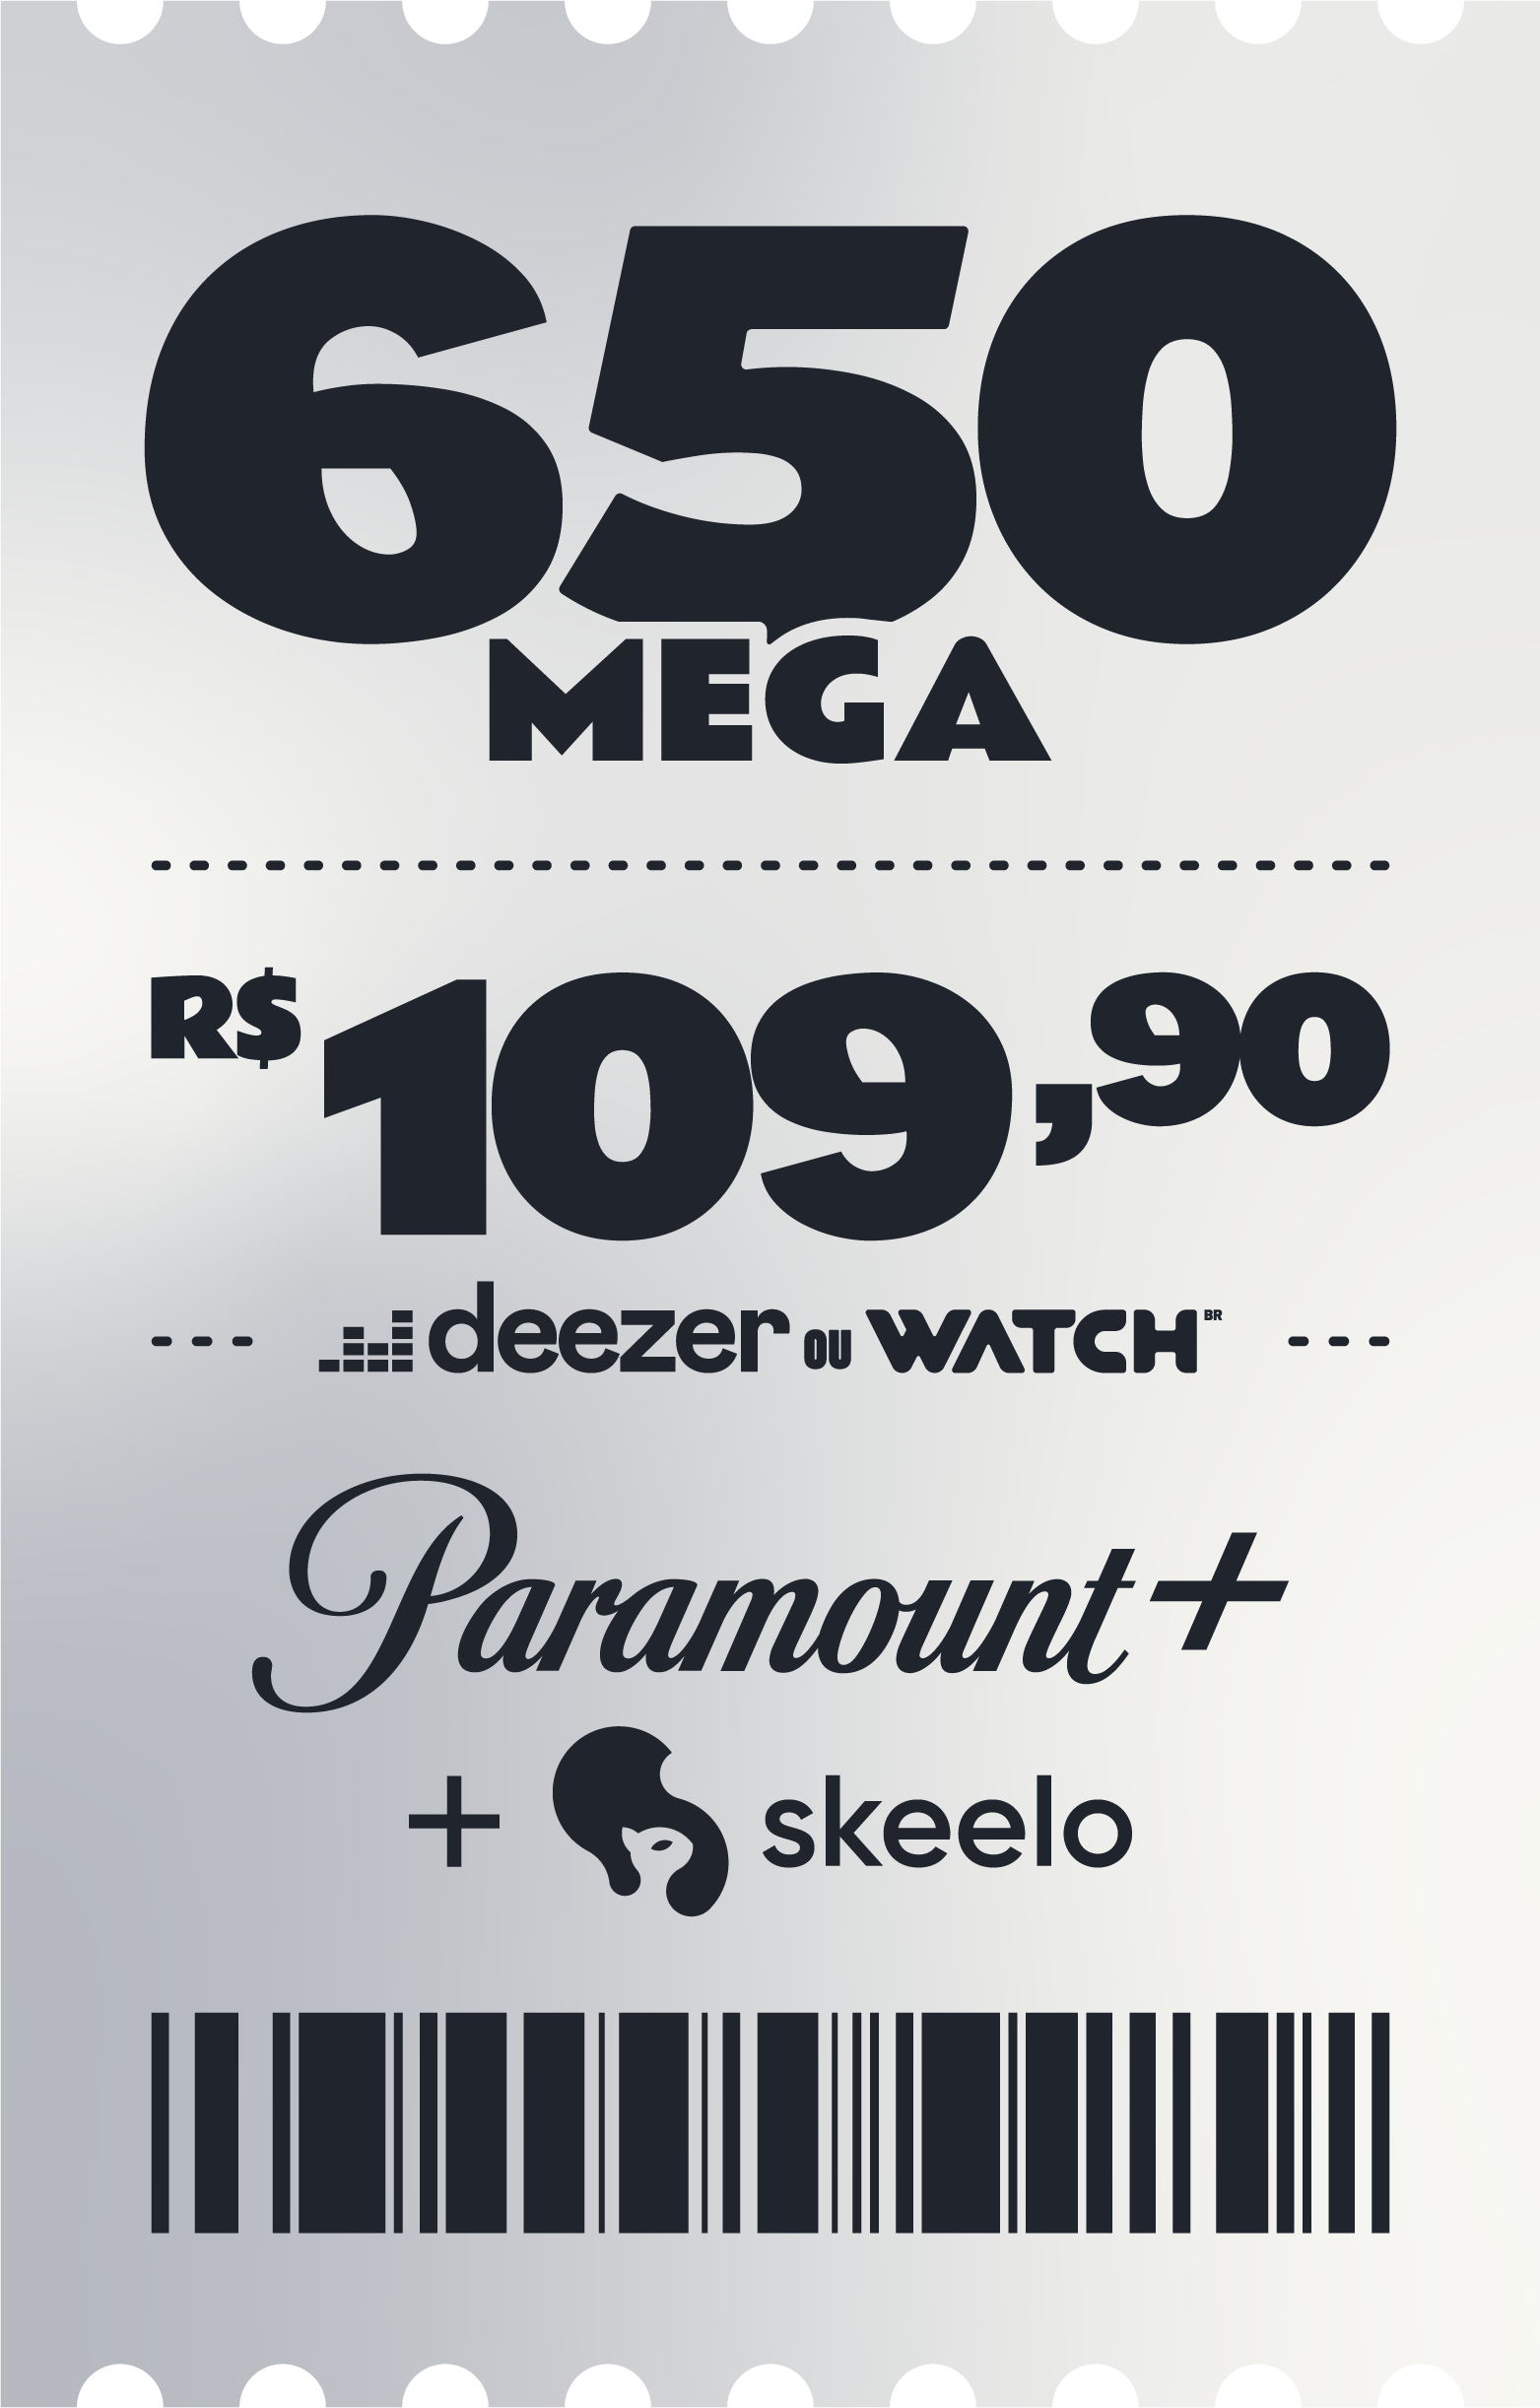 650
MEGA
R$ 109,90
deezer OU WATCH BR
Paramount+
+ skeelo